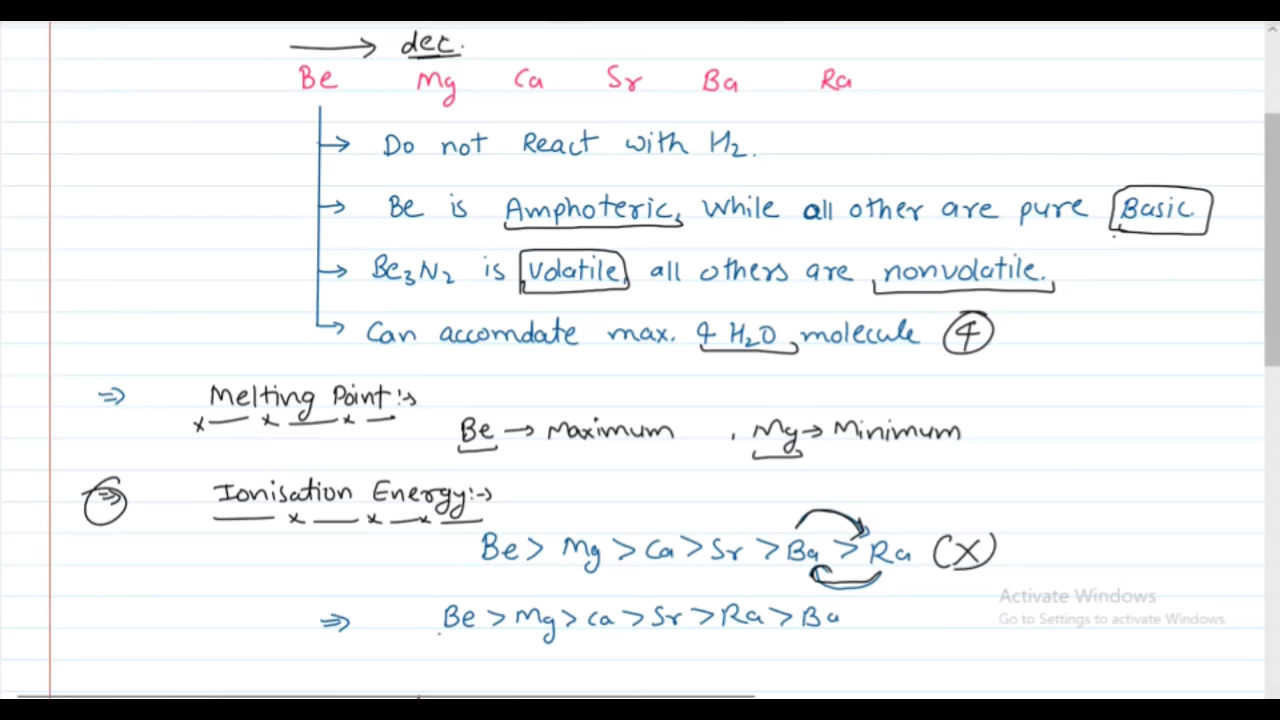 → dec.
Be Mg Ca Sr Ba Ra
→ Do not React with H₂.
→ Be is Amphoteric, while all other are pure Basic
→ Be₃N₂ is Volatile, all others are nonvolatile.
→ Can accomdate max. 4 H₂O molecule ④
⇒ Melting Point :→
Be → Maximum , Mg → Minimum
⇒ Ionisation Energy :→
Be > Mg > Ca > Sr > Ba > Ra (X)
Activate Windows
⇒ Be > Mg > Ca > Sr > Ra > Ba
Go to Settings to activate Windows.